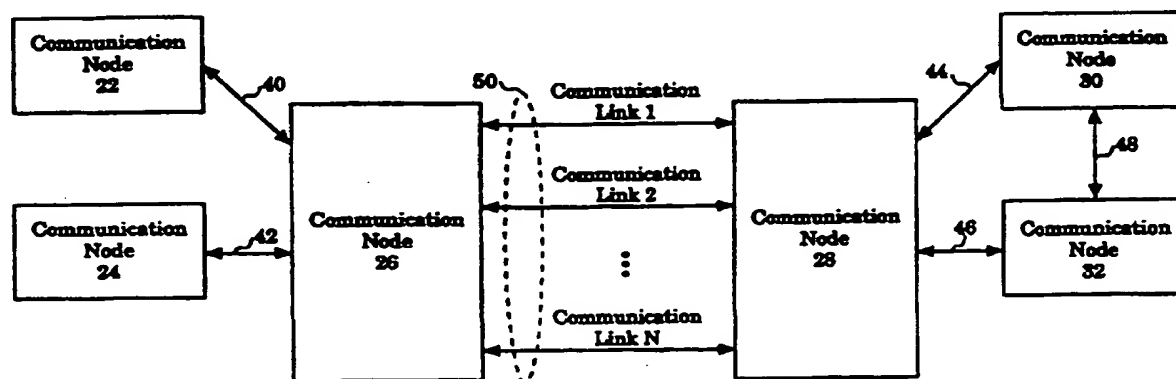 Communication
Node
22
40
Communication
Node
24
42
Communication
Node
26
50
Communication
Link 1
Communication
Link 2
Communication
Link N
Communication
Node
28
44
Communication
Node
30
48
46
Communication
Node
32